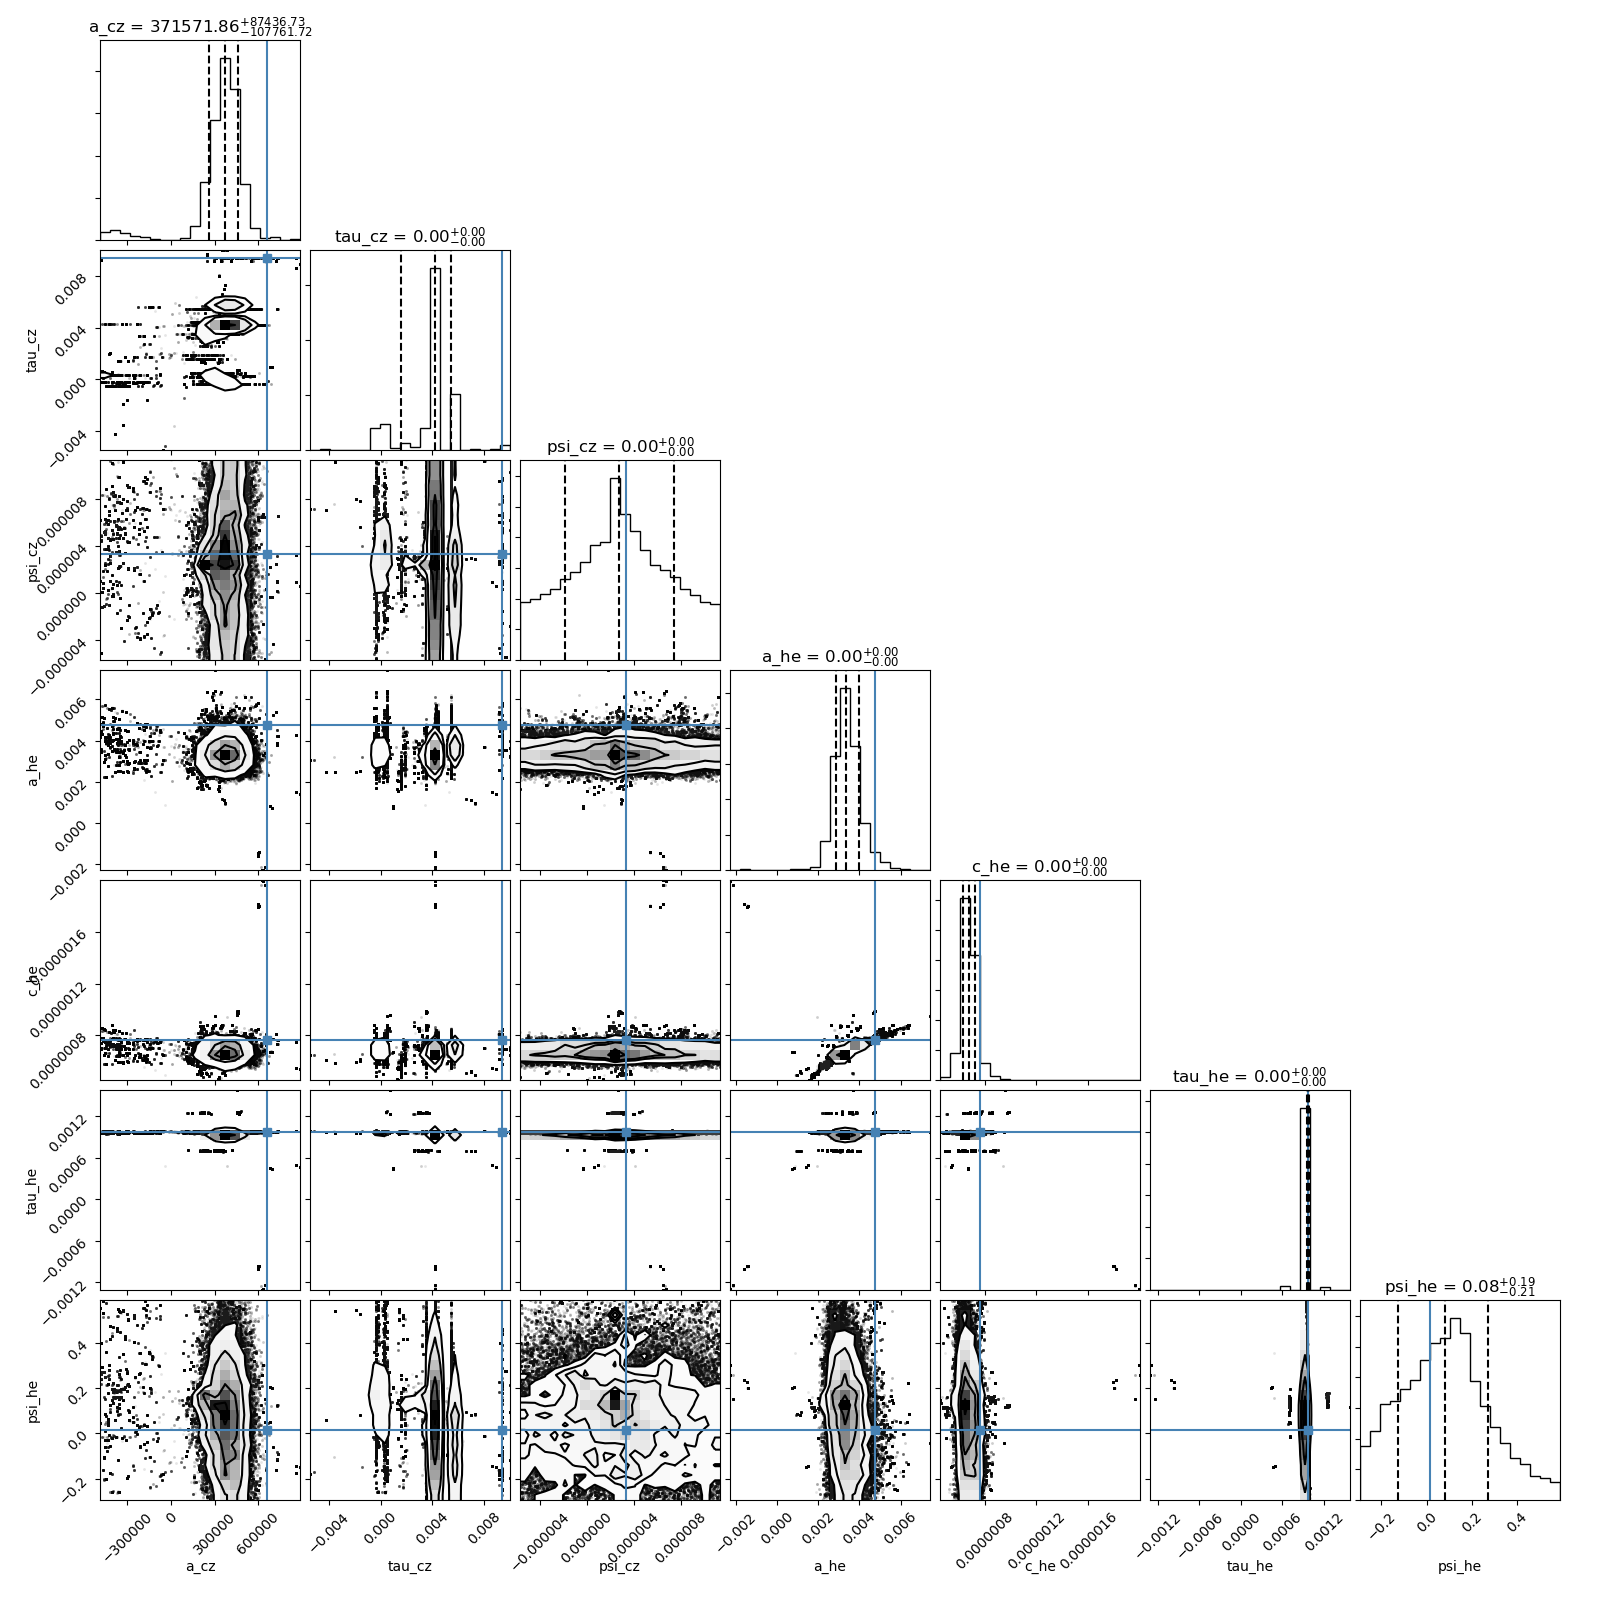 a_cz = 371571.86+87436.73 −107761.72
tau_cz = 0.00+0.00 −0.00
0.008
0.004
0.000
−0.004
tau_cz
psi_cz = 0.00+0.00 −0.00
0.000008
0.000004
0.000000
−0.000004
psi_cz
a_he = 0.00+0.00 −0.00
0.006
0.004
0.002
0.000
−0.002
a_he
c_he = 0.00+0.00 −0.00
0.0000016
0.0000012
0.0000008
c_he
tau_he = 0.00+0.00 −0.00
0.0012
0.0006
0.0000
−0.0006
−0.0012
tau_he
psi_he = 0.08+0.19 −0.21
0.4
0.2
0.0
−0.2
psi_he
−300000 0 300000 600000 −0.004 0.000 0.004 0.008 −0.000004 0.000000 0.000004 0.000008 −0.002 0.000 0.002 0.004 0.006 0.0000008 0.0000012 0.0000016 −0.0012 −0.0006 0.0000 0.0006 0.0012 −0.2 0.0 0.2 0.4
a_cz tau_cz psi_cz a_he c_he tau_he psi_he